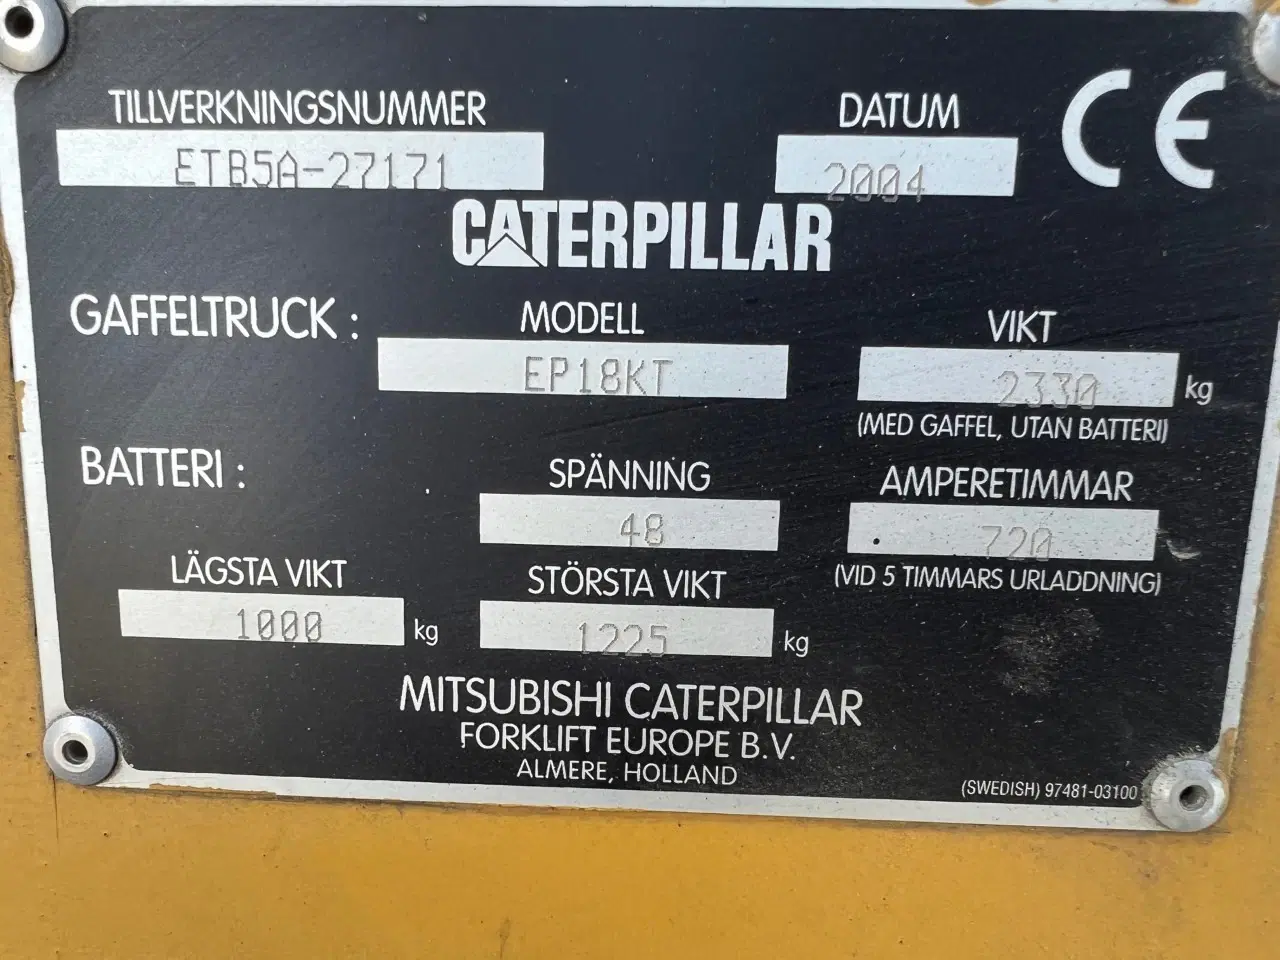 TILLVERKNINGSNUMMER DATUM CE
ETB5A-27171 2004
CATERPILLAR
GAFFELTRUCK : MODELL VIKT
EP18KT 2330 kg
(MED GAFFEL, UTAN BATTERI)
BATTERI : SPÄNNING AMPERETIMMAR
48 720
(VID 5 TIMMARS URLADDNING)
LÄGSTA VIKT STÖRSTA VIKT
1000 kg 1225 kg
MITSUBISHI CATERPILLAR
FORKLIFT EUROPE B.V.
ALMERE, HOLLAND
(SWEDISH) 97481-03100